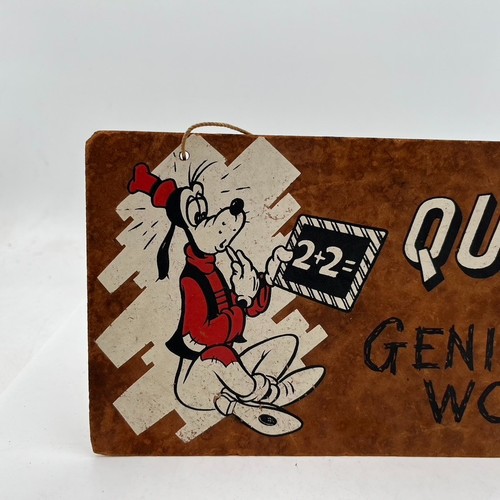 2+2=
QU
GENI
WO